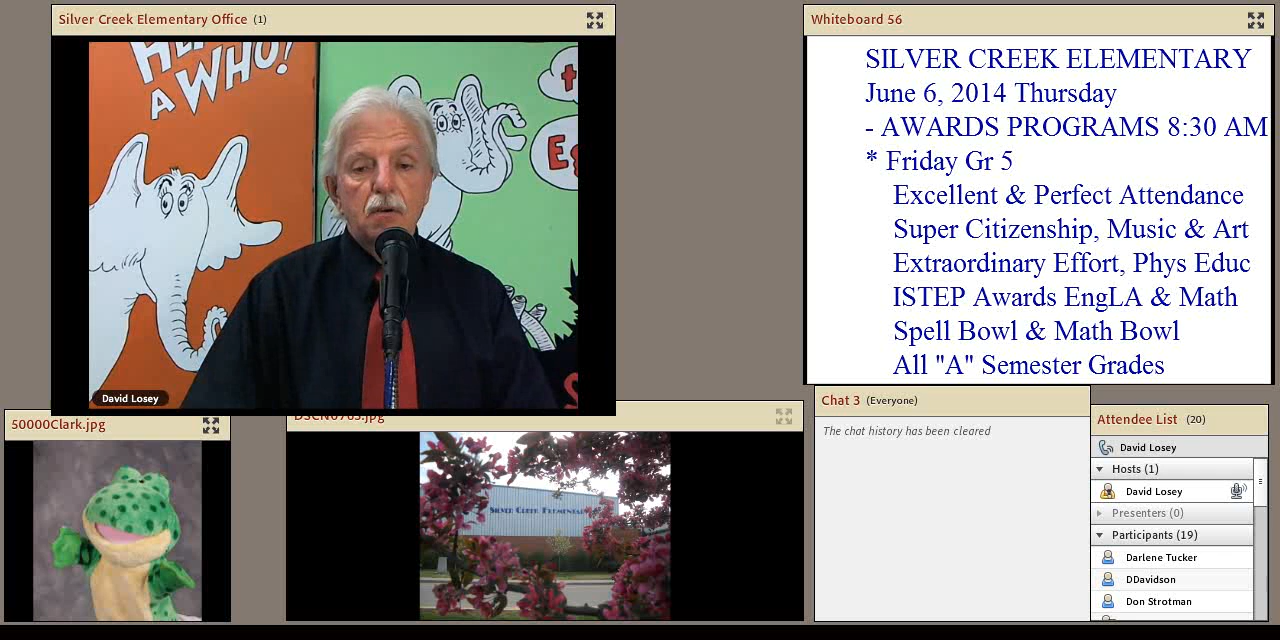 Silver Creek Elementary Office (1)
A WHO!
David Losey
Whiteboard 56
SILVER CREEK ELEMENTARY
June 6, 2014 Thursday
- AWARDS PROGRAMS 8:30 AM
* Friday Gr 5
Excellent & Perfect Attendance
Super Citizenship, Music & Art
Extraordinary Effort, Phys Educ
ISTEP Awards EngLA & Math
Spell Bowl & Math Bowl
All "A" Semester Grades
50000Clark.jpg
SILVER CREEK ELEMENTARY
Chat 3 (Everyone)
The chat history has been cleared
Attendee List (20)
David Losey
Hosts (1)
David Losey
Presenters (0)
Participants (19)
Darlene Tucker
DDavidson
Don Strotman